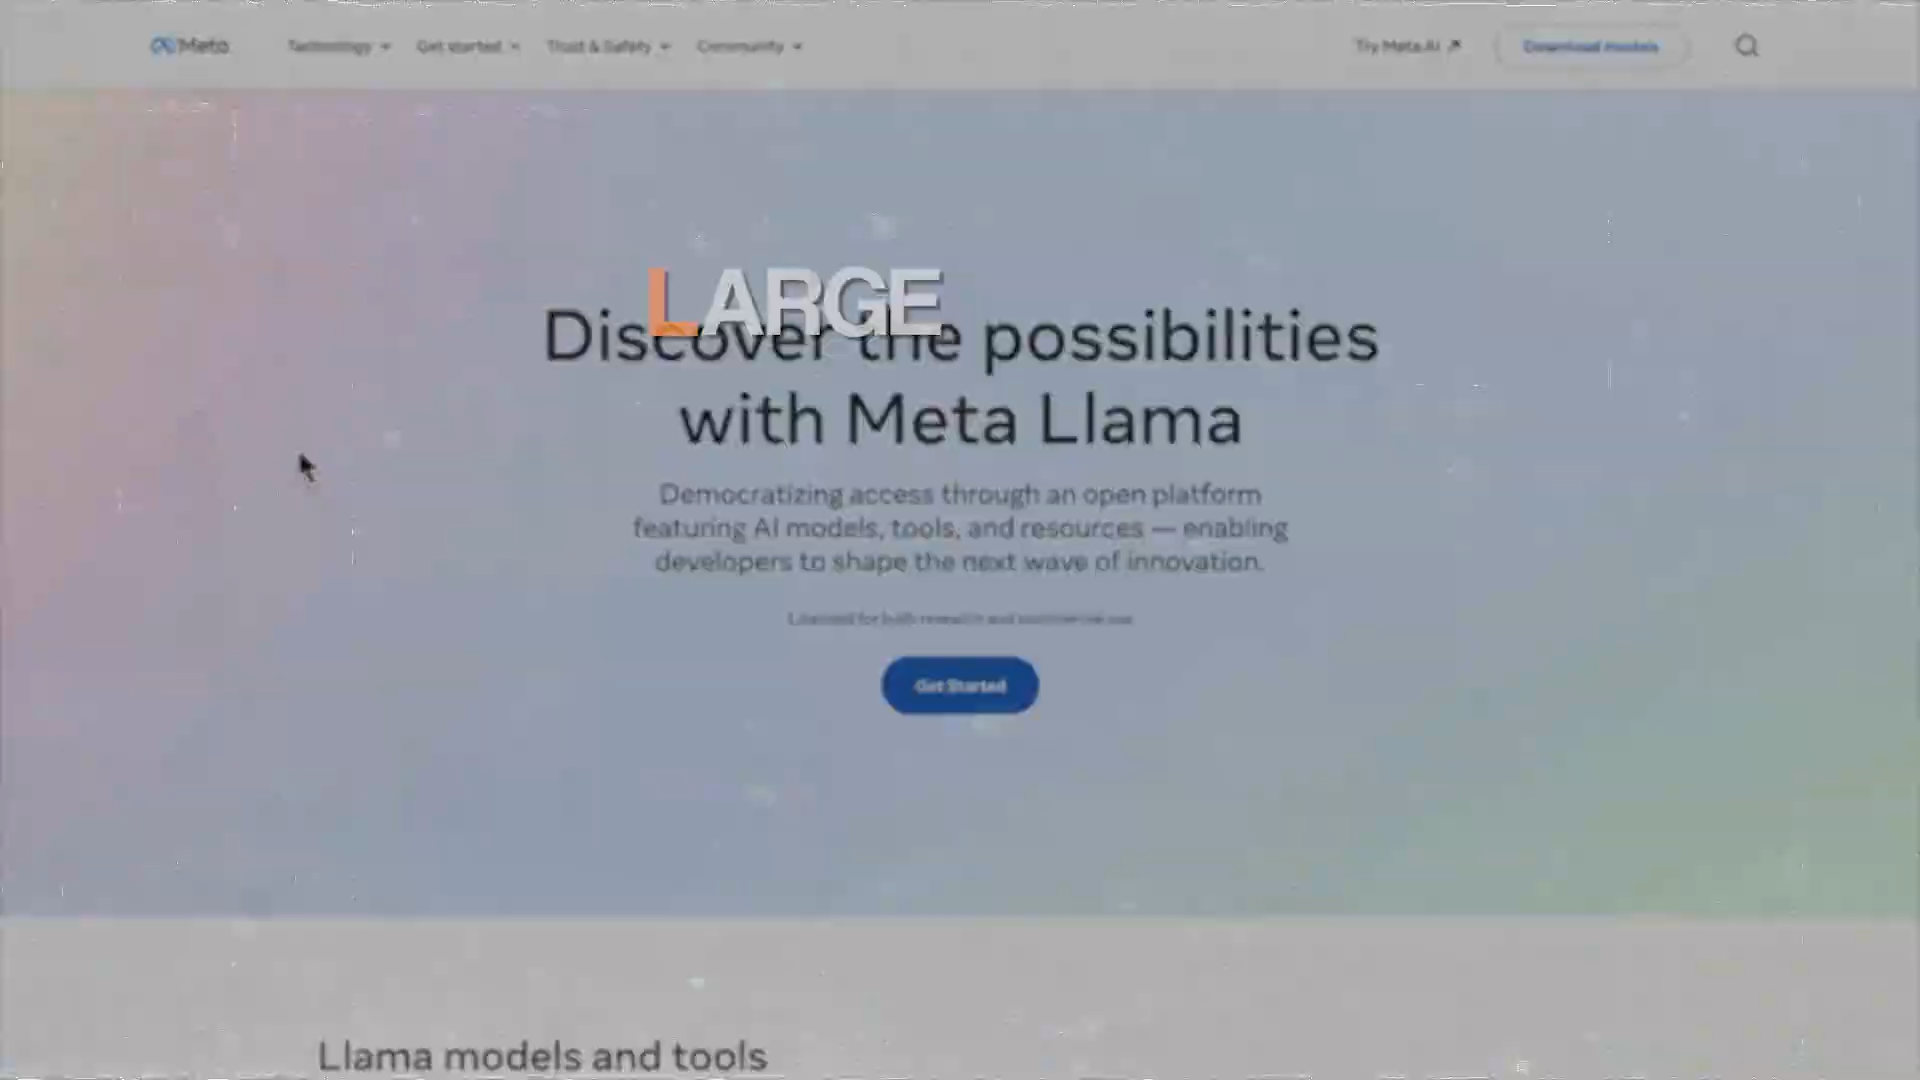 Meta
Technology
Get started
Trust & Safety
Community
Try Meta AI
Download models
LARGE
Discover the possibilities
with Meta Llama
Democratizing access through an open platform
featuring AI models, tools, and resources — enabling
developers to shape the next wave of innovation.
Licensed for both research and commercial use
Get Started
Llama models and tools